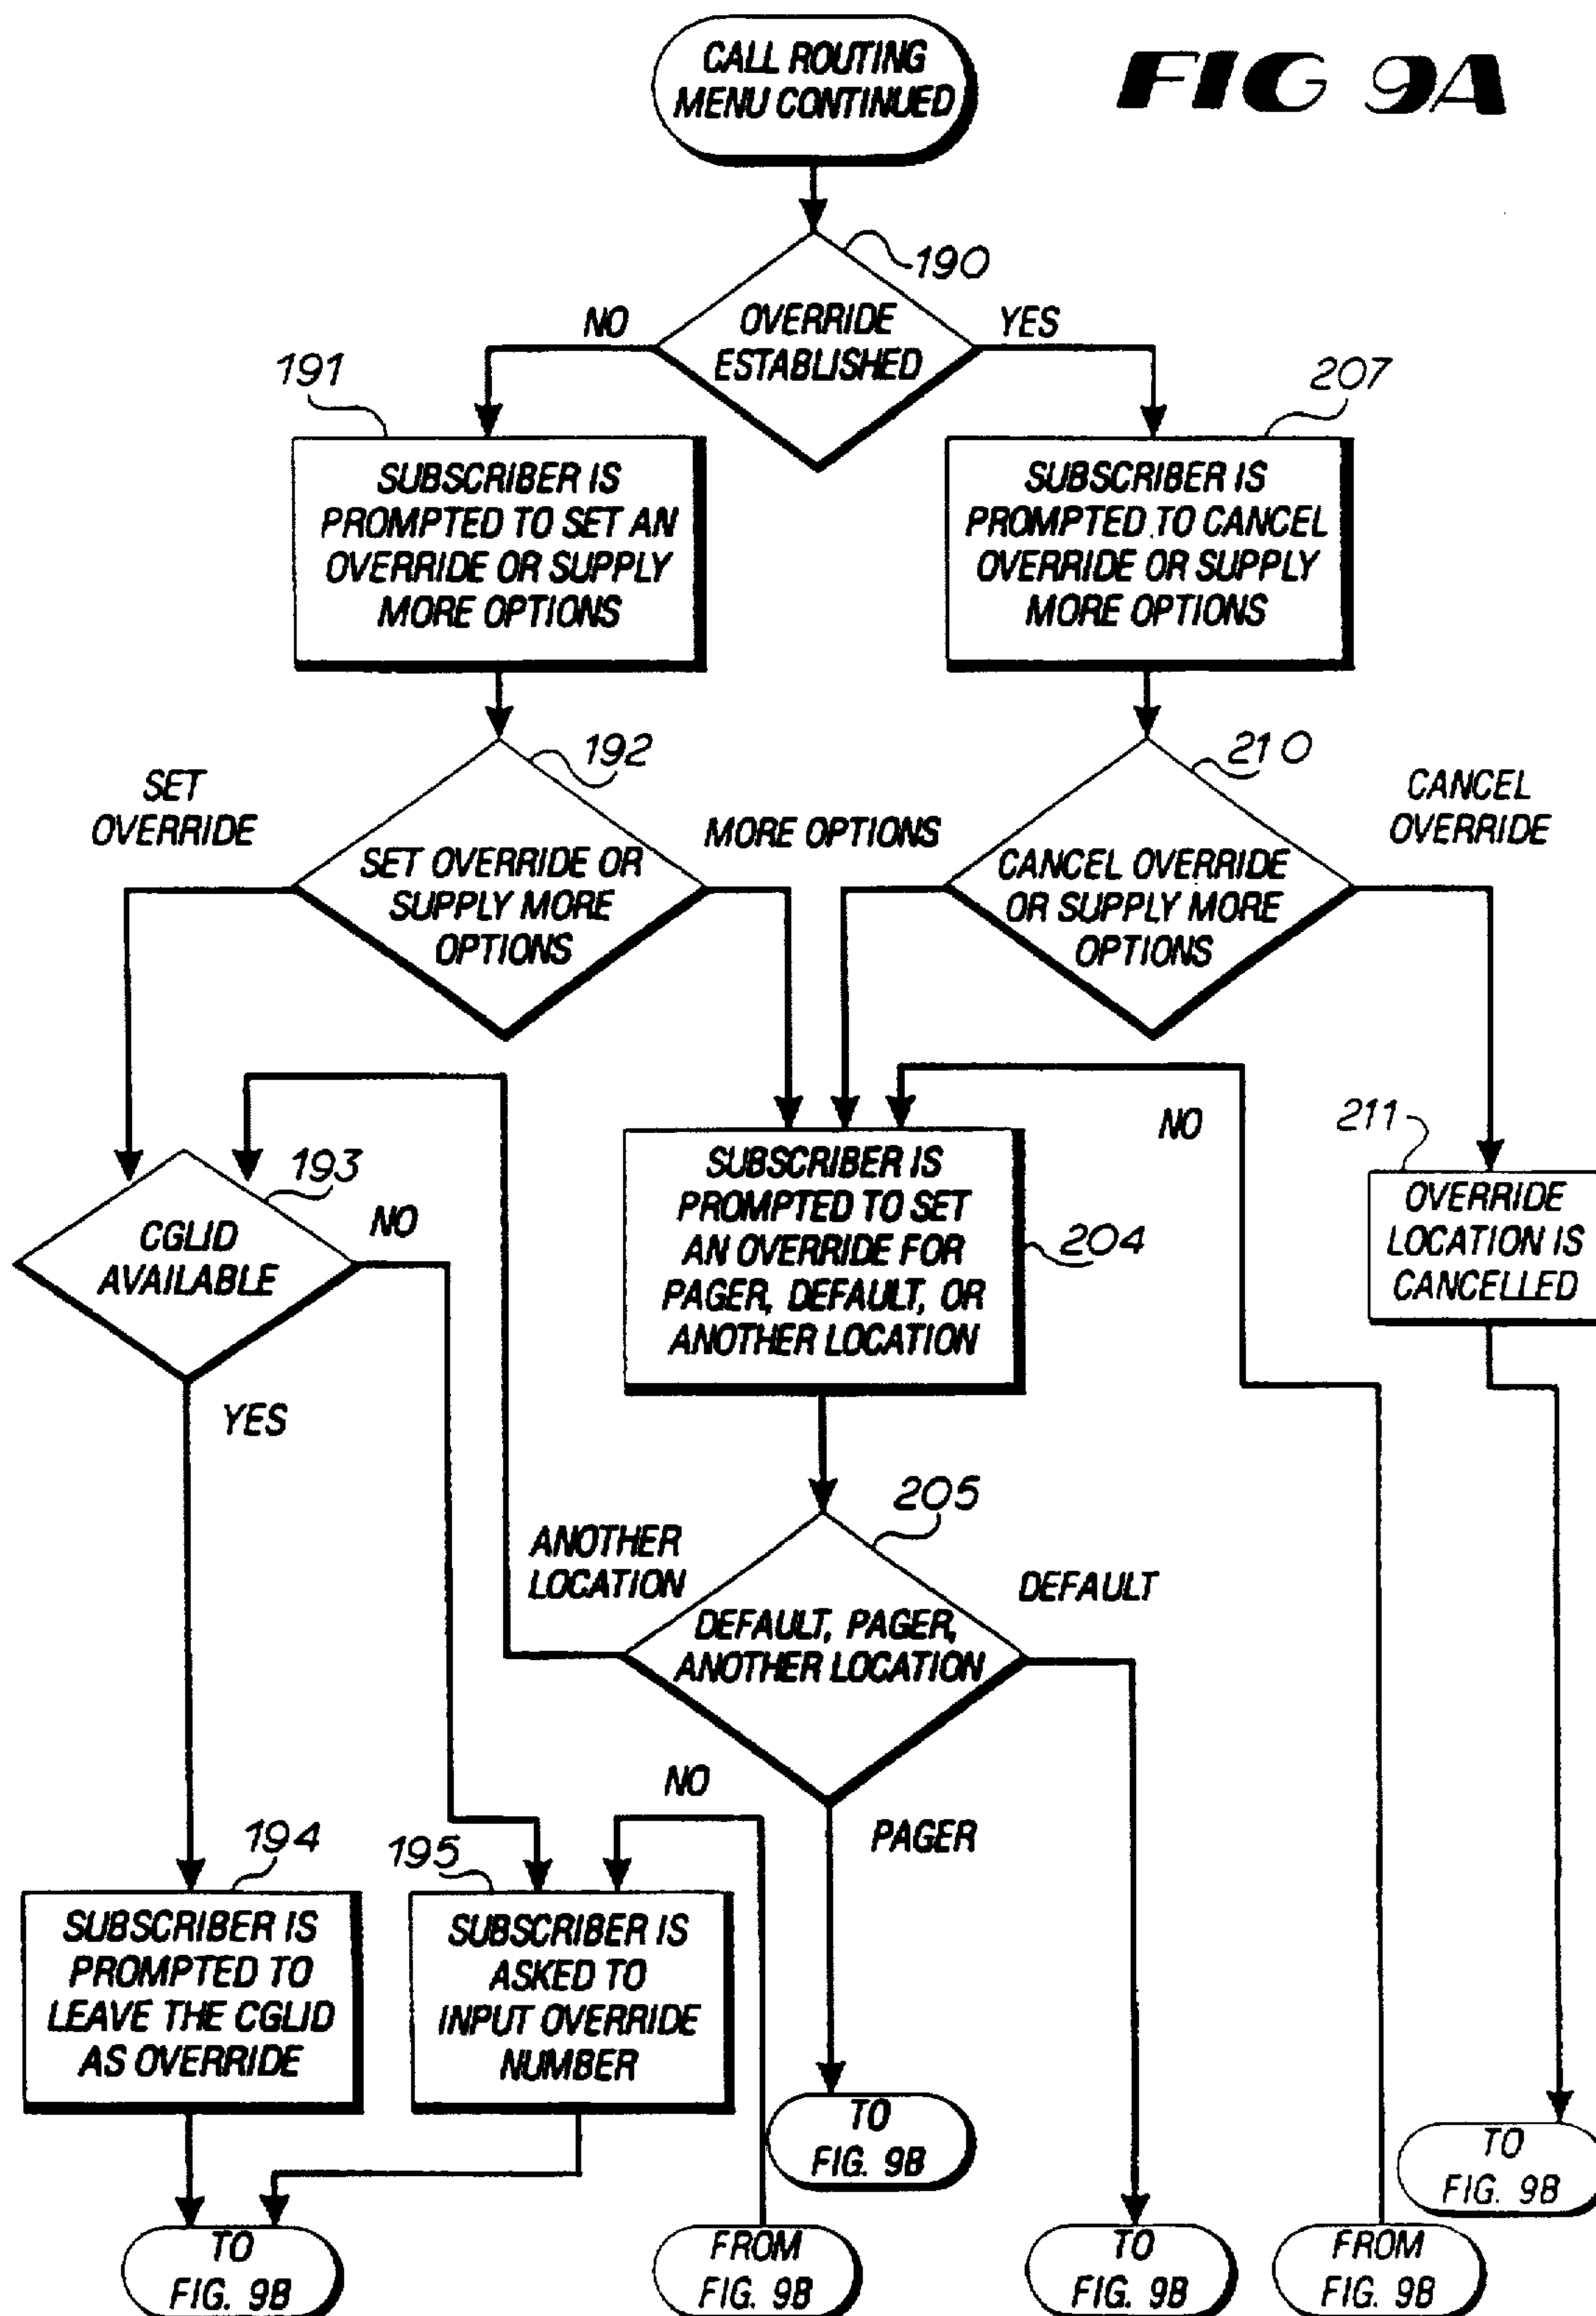 CALL ROUTING
MENU CONTINUED
FIG 9A
190
NO
OVERRIDE
ESTABLISHED
YES
191
207
SUBSCRIBER IS
PROMPTED TO SET AN
OVERRIDE OR SUPPLY
MORE OPTIONS
SUBSCRIBER IS
PROMPTED TO CANCEL
OVERRIDE OR SUPPLY
MORE OPTIONS
192
210
SET
OVERRIDE
SET OVERRIDE OR
SUPPLY MORE
OPTIONS
MORE OPTIONS
CANCEL OVERRIDE
OR SUPPLY MORE
OPTIONS
CANCEL
OVERRIDE
193
CGLID
AVAILABLE
NO
YES
SUBSCRIBER IS
PROMPTED TO SET
AN OVERRIDE FOR
PAGER, DEFAULT, OR
ANOTHER LOCATION
204
NO
211
OVERRIDE
LOCATION IS
CANCELLED
205
ANOTHER
LOCATION
DEFAULT, PAGER,
ANOTHER LOCATION
DEFAULT
NO
PAGER
194
195
SUBSCRIBER IS
PROMPTED TO
LEAVE THE CGLID
AS OVERRIDE
SUBSCRIBER IS
ASKED TO
INPUT OVERRIDE
NUMBER
TO
FIG. 9B
TO
FIG. 9B
TO
FIG. 9B
FROM
FIG. 9B
TO
FIG. 9B
FROM
FIG. 9B